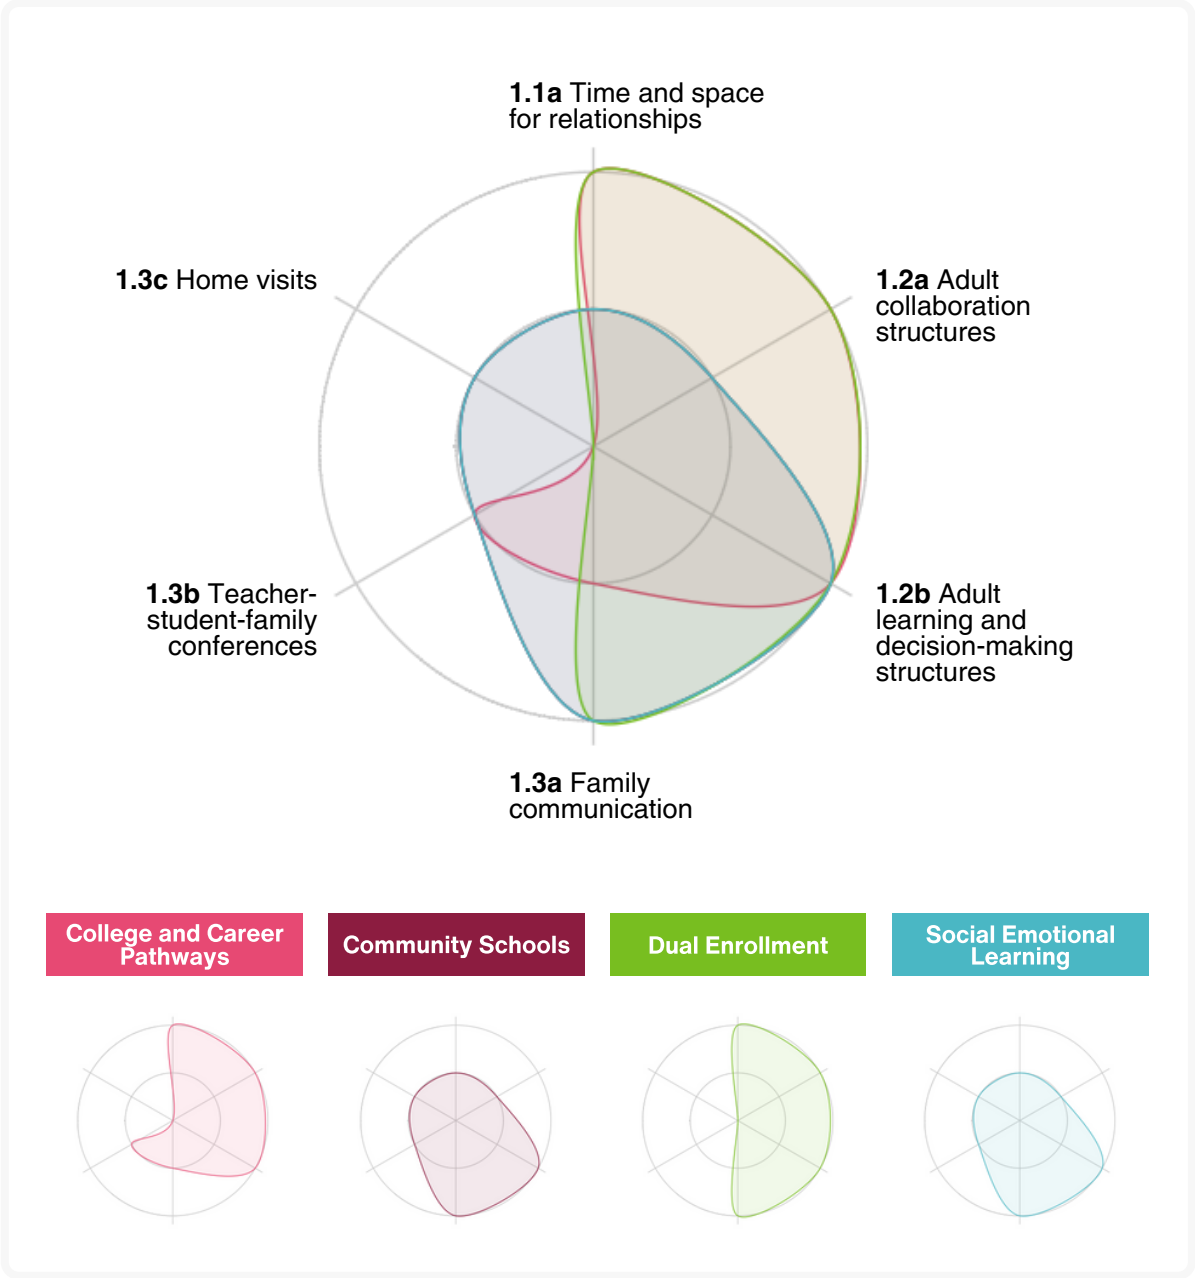 1.1a Time and space
for relationships
1.3c Home visits
1.2a Adult
collaboration
structures
1.3b Teacher-
student-family
conferences
1.2b Adult
learning and
decision-making
structures
1.3a Family
communication
College and Career
Pathways
Community Schools
Dual Enrollment
Social Emotional
Learning